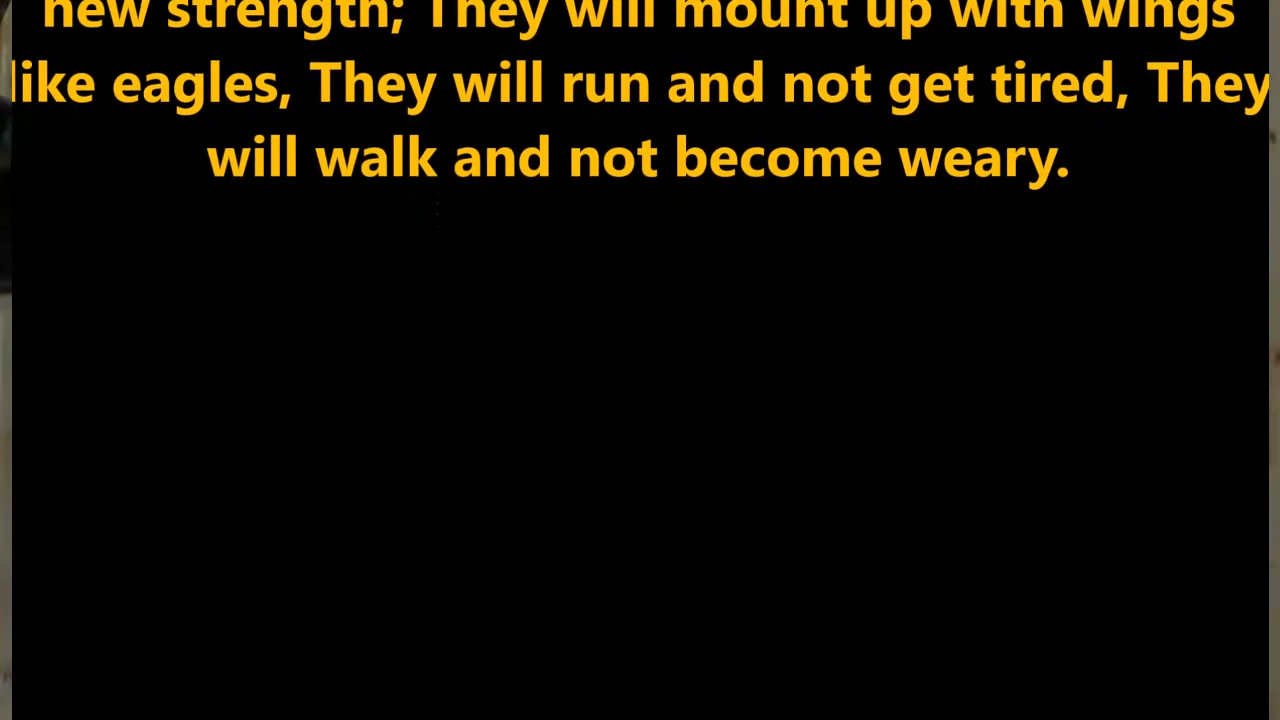 new strength; They will mount up with wings
like eagles, They will run and not get tired, They
will walk and not become weary.